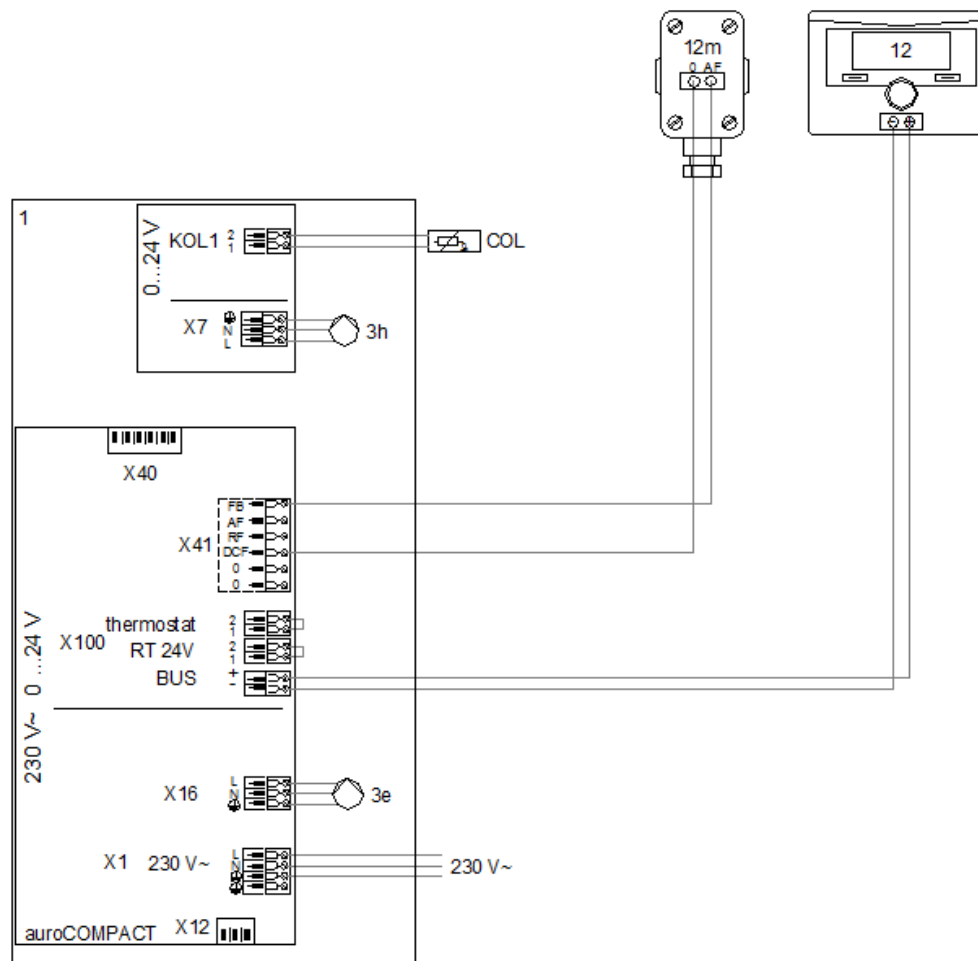 12m
0 AF
12
- +
1
0...24 V
KOL1
2
1
COL
X7
N
L
3h
X40
X41
FB
AF
RF
DCF
0
0
0 ...24 V
X100
thermostat
2
1
RT 24V
2
1
BUS
+
-
230 V~
X16
L
N
3e
X1
230 V~
L
N
230 V~
X12
auroCOMPACT